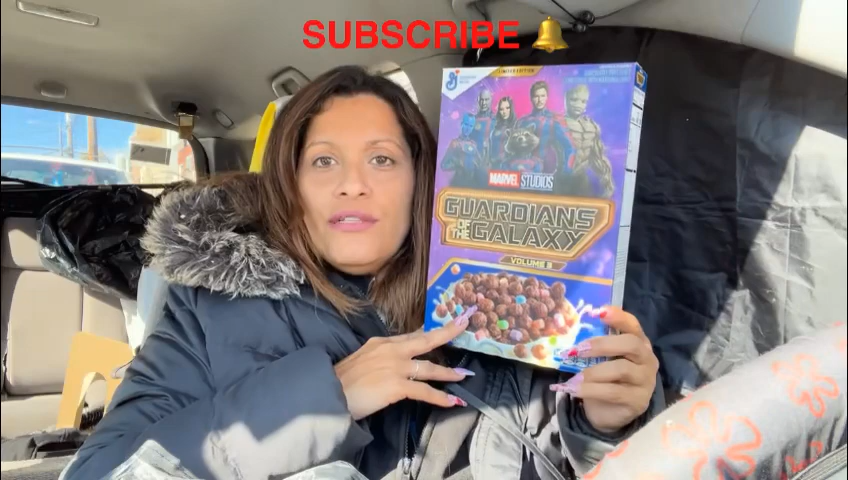 SUBSCRIBE
LIMITED EDITION
MARVEL STUDIOS
GUARDIANS
OF THE
GALAXY
VOLUME 3